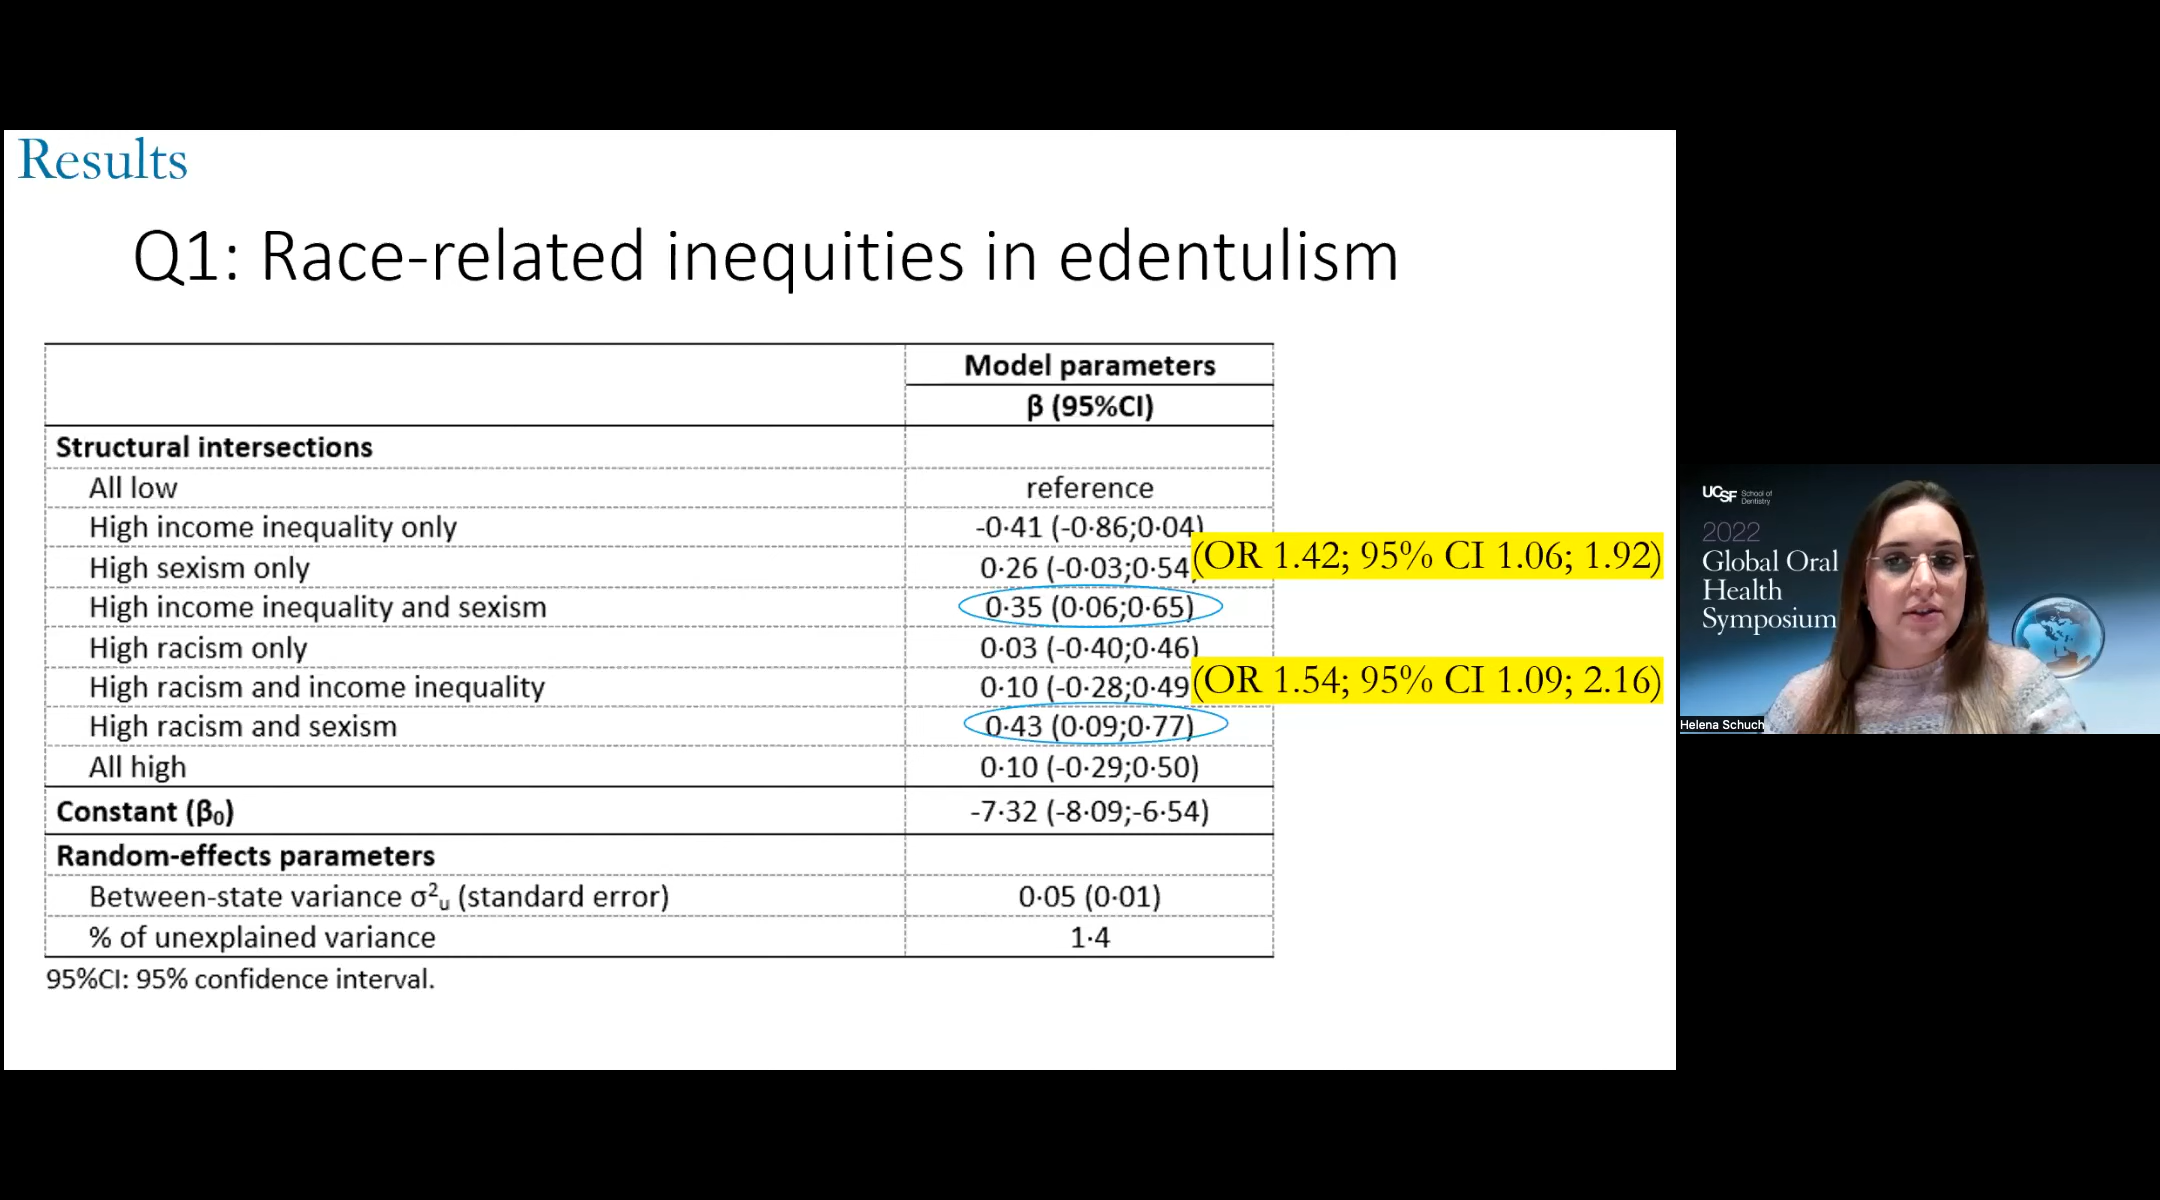 Results
Q1: Race-related inequities in edentulism
Model parameters
β (95%CI)
Structural intersections
All low reference
High income inequality only -0·41 (-0·86;0·04)
High sexism only 0·26 (-0·03;0·54
(OR 1.42; 95% CI 1.06; 1.92)
High income inequality and sexism 0·35 (0·06;0·65)
High racism only 0·03 (-0·40;0·46)
High racism and income inequality 0·10 (-0·28;0·49
(OR 1.54; 95% CI 1.09; 2.16)
High racism and sexism 0·43 (0·09;0·77)
All high 0·10 (-0·29;0·50)
Constant (β₀) -7·32 (-8·09;-6·54)
Random-effects parameters
Between-state variance σ²ᵤ (standard error) 0·05 (0·01)
% of unexplained variance 1·4
95%CI: 95% confidence interval.
UCSF School of
Dentistry
2022
Global Oral
Health
Symposium
Helena Schuch